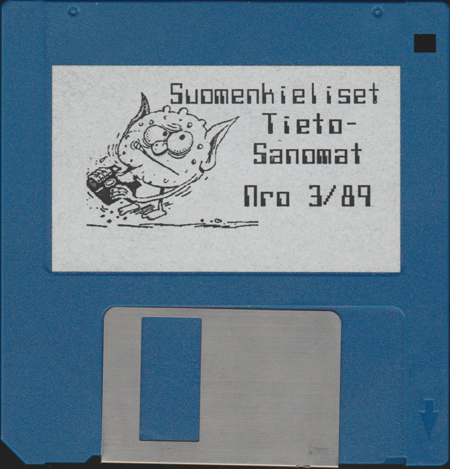 Suomenkieliset
Tieto-
Sanomat
Nro 3/89